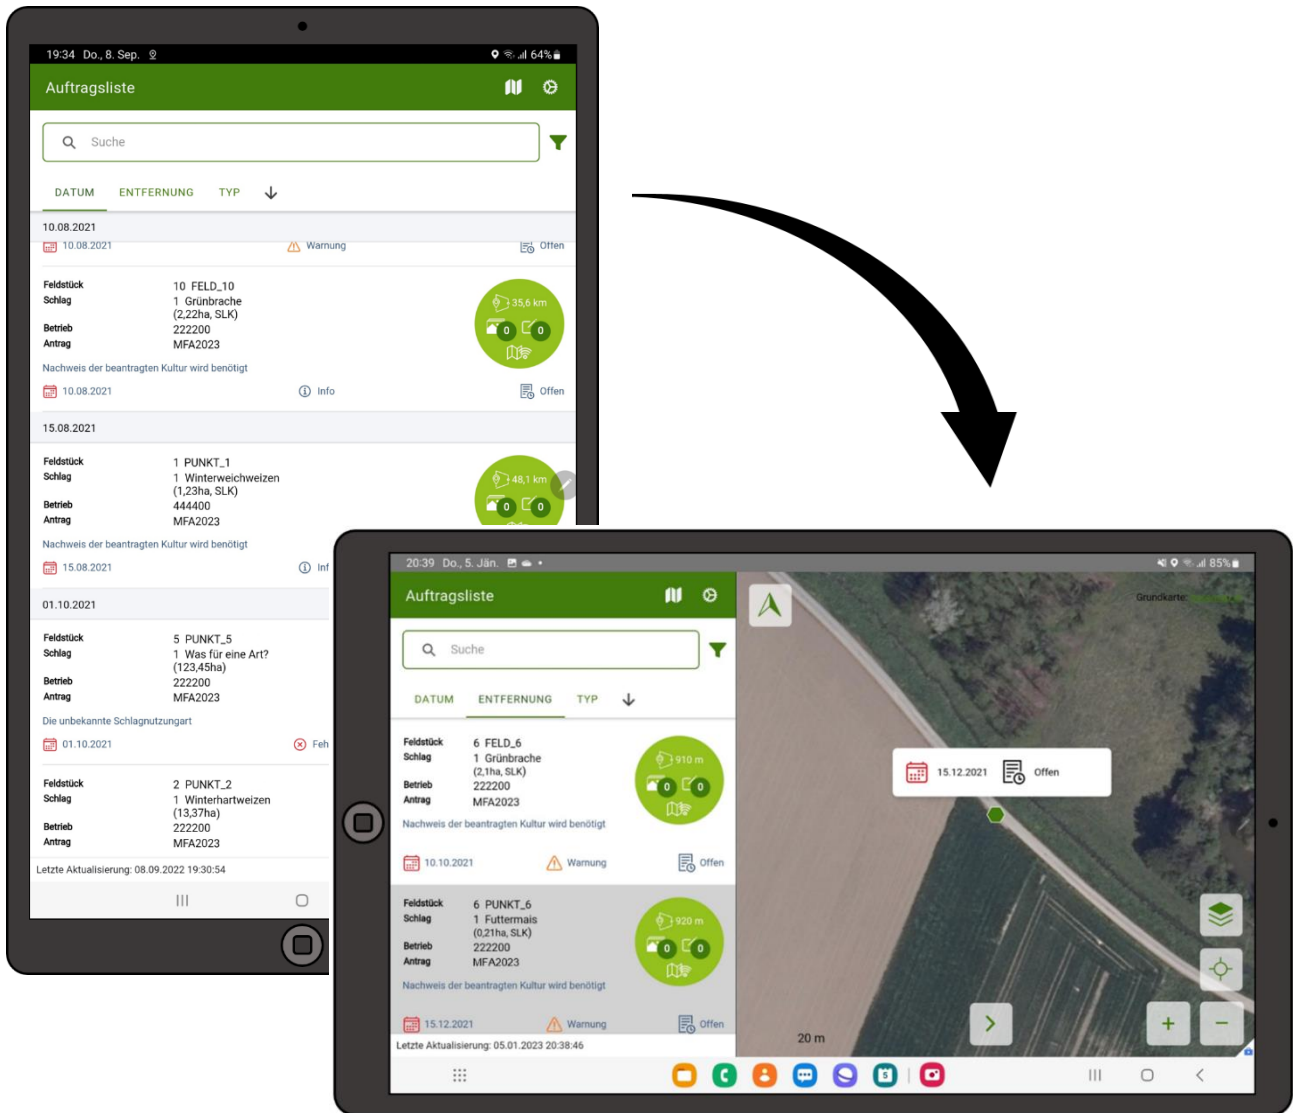 19:34 Do., 8. Sep.
64%
Auftragsliste
Suche
DATUM ENTFERNUNG TYP
10.08.2021
10.08.2021 Warnung Offen
Feldstück 10 FELD_10
Schlag 1 Grünbrache
(2,22ha, SLK)
35,6 km
0 0
Betrieb 222200
Antrag MFA2023
Nachweis der beantragten Kultur wird benötigt
10.08.2021 Info Offen
15.08.2021
Feldstück 1 PUNKT_1
Schlag 1 Winterweichweizen
(1,23ha, SLK)
48,1 km
0 0
Betrieb 444400
Antrag MFA2023
Nachweis der beantragten Kultur wird benötigt
15.08.2021 Inf
01.10.2021
Feldstück 5 PUNKT_5
Schlag 1 Was für eine Art?
(123,45ha)
Betrieb 222200
Antrag MFA2023
Die unbekannte Schlagnutzungart
01.10.2021 Feh
Feldstück 2 PUNKT_2
Schlag 1 Winterhartweizen
(13,37ha)
Betrieb 222200
Antrag MFA2023
Letzte Aktualisierung: 08.09.2022 19:30:54
20:39 Do., 5. Jän.
85%
Auftragsliste
Suche
DATUM ENTFERNUNG TYP
Feldstück 6 FELD_6
Schlag 1 Grünbrache
(2,1ha, SLK)
910 m
0 0
Betrieb 222200
Antrag MFA2023
Nachweis der beantragten Kultur wird benötigt
10.10.2021 Warnung Offen
Feldstück 6 PUNKT_6
Schlag 1 Futtermais
(0,21ha, SLK)
920 m
0 0
Betrieb 222200
Antrag MFA2023
Nachweis der beantragten Kultur wird benötigt
15.12.2021 Warnung Offen
Letzte Aktualisierung: 05.01.2023 20:38:46
Grundkarte:
15.12.2021 Offen
20 m
5